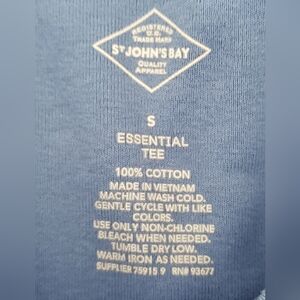 REGISTERED
U.S.
TRADE MARK
ST JOHN'S BAY
QUALITY
APPAREL
S
ESSENTIAL
TEE
100% COTTON
MADE IN VIETNAM
MACHINE WASH COLD.
GENTLE CYCLE WITH LIKE
COLORS.
USE ONLY NON-CHLORINE
BLEACH WHEN NEEDED.
TUMBLE DRY LOW.
WARM IRON AS NEEDED.
SUPPLIER 75915 9 RN# 93677